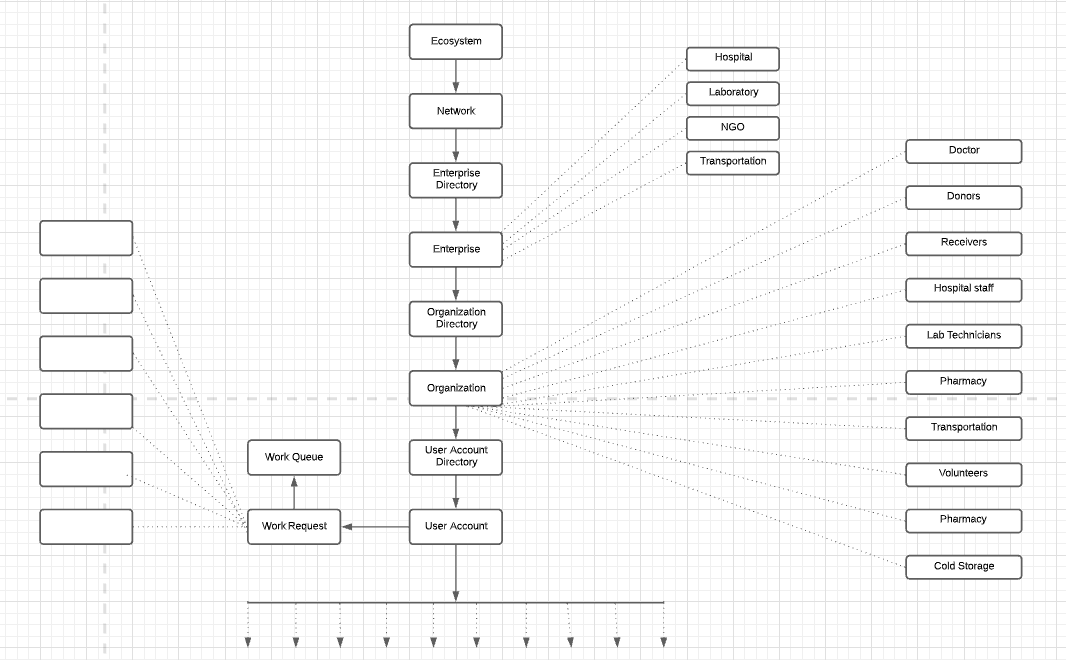 Ecosystem
Network
Enterprise
Directory
Enterprise
Organization
Directory
Organization
User Account
Directory
User Account
Work Queue
Work Request
Hospital
Laboratory
NGO
Transportation
Doctor
Donors
Receivers
Hospital staff
Lab Technicians
Pharmacy
Transportation
Volunteers
Pharmacy
Cold Storage